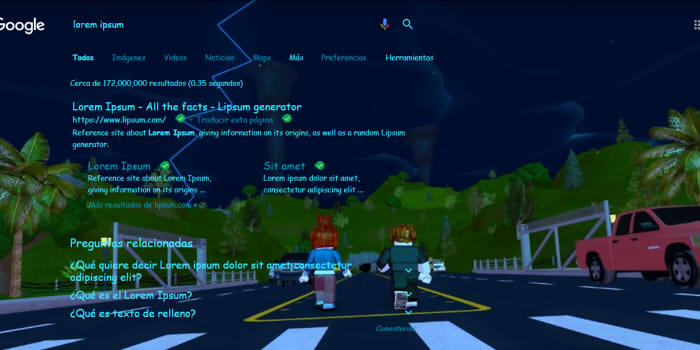 Google
lorem ipsum
Todos Imágenes Videos Noticias Maps Más Preferencias Herramientos
Cerca de 172,000,000 resultados (0.35 segundos)
Lorem Ipsum - All the facts - Lipsum generator
https://www.lipsum.com/ Traducir esta página
Reference site about Lorem Ipsum, giving information on its origins, as well as a random Lipsum
generator.
Lorem Ipsum Sit amet
Reference site about Lorem Ipsum, Lorem ipsum dolor sit amet,
giving information on its origins ... consectetur adipiscing elit ...
Más resultados de lipsum.com »
Preguntas relacionadas
¿Qué quiere decir Lorem ipsum dolor sit amet consectetur
adipiscing elit?
¿Qué es el Lorem Ipsum?
¿Qué es texto de relleno?
Comentarios